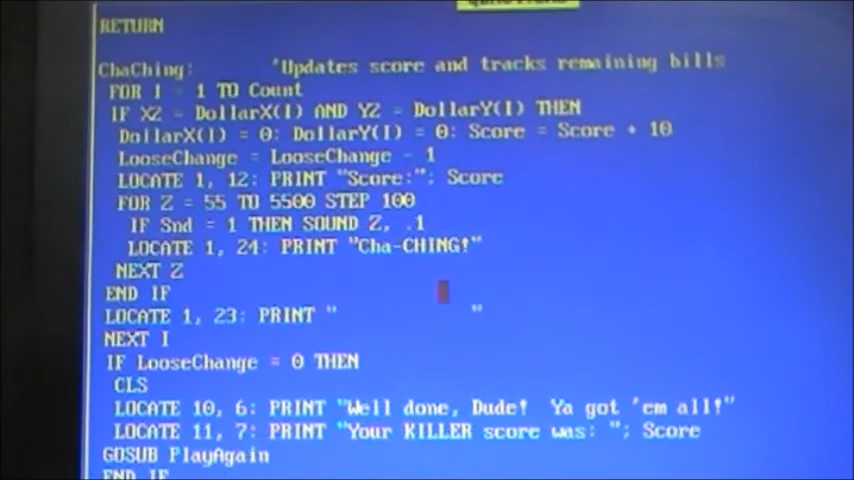 RETURN
ChaChing:        'Updates score and tracks remaining bills
FOR I = 1 TO Count
IF X2 = DollarX(I) AND Y2 = DollarY(I) THEN
DollarX(I) = 0: DollarY(I) = 0: Score = Score + 10
LooseChange = LooseChange - 1
LOCATE 1, 12: PRINT "Score:"; Score
FOR Z = 55 TO 5500 STEP 100
IF Snd = 1 THEN SOUND Z, .1
LOCATE 1, 24: PRINT "Cha-CHING!"
NEXT Z
END IF
LOCATE 1, 23: PRINT "            "
NEXT I
IF LooseChange = 0 THEN
CLS
LOCATE 10, 6: PRINT "Well done, Dude!  Ya got 'em all!"
LOCATE 11, 7: PRINT "Your KILLER score was: "; Score
GOSUB PlayAgain
END IF